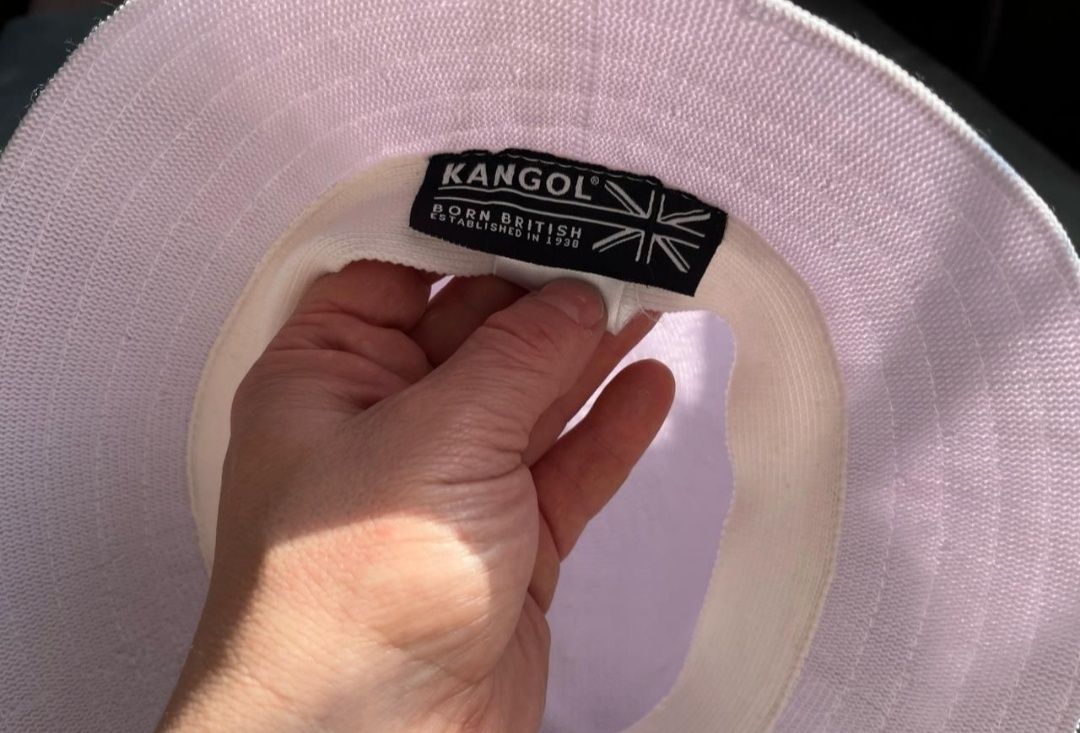 KANGOL®
BORN BRITISH
ESTABLISHED IN 1938